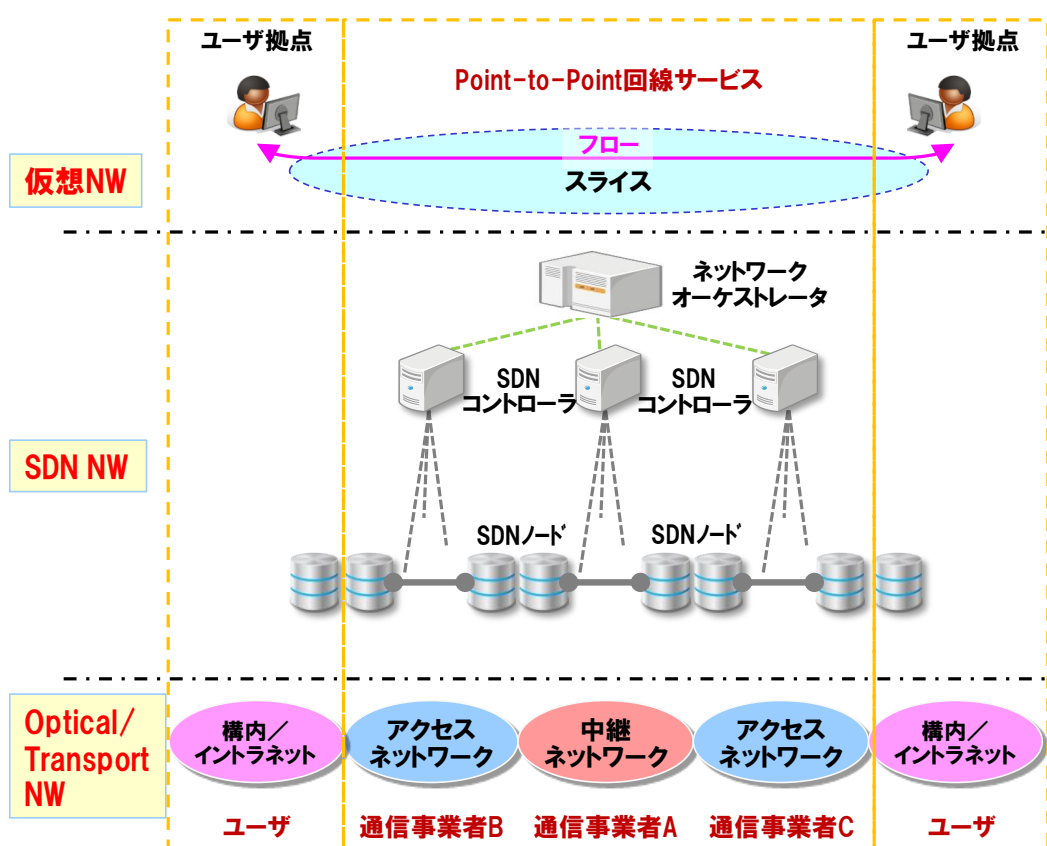 ユーザ拠点
ユーザ拠点
Point-to-Point回線サービス
フロー
スライス
仮想NW
ネットワーク
オーケストレータ
SDN
コントローラ
SDN
コントローラ
SDN NW
SDNノード
SDNノード
Optical/
Transport
NW
構内／
イントラネット
アクセス
ネットワーク
中継
ネットワーク
アクセス
ネットワーク
構内／
イントラネット
ユーザ
通信事業者B
通信事業者A
通信事業者C
ユーザ